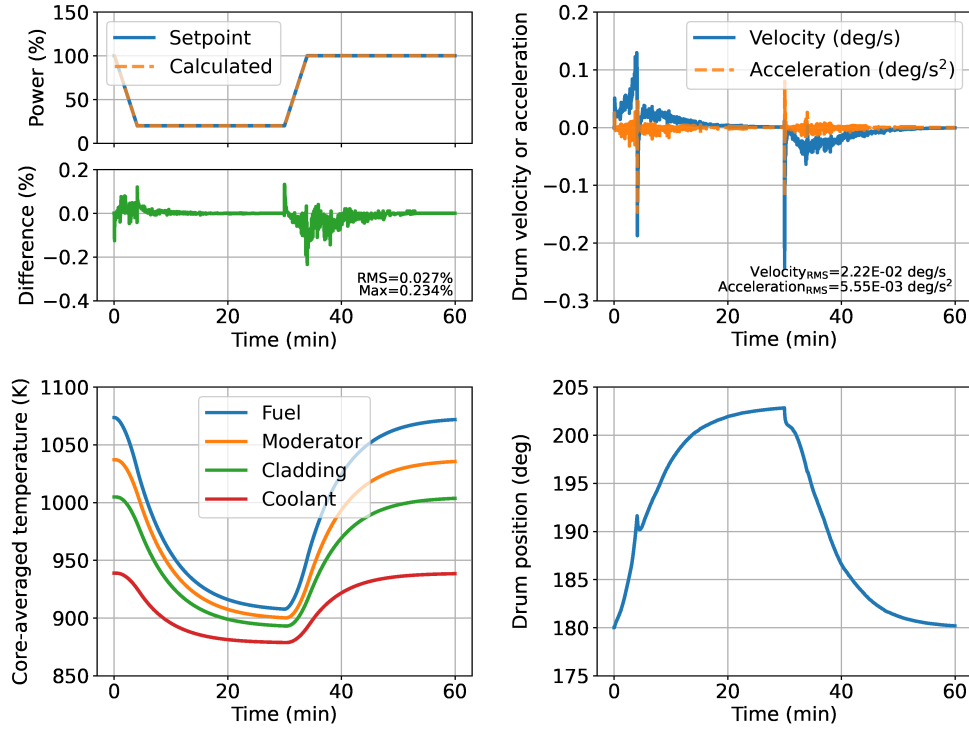 Power (%)
150
100
50
0
Setpoint
Calculated
Difference (%)
0.2
0.0
−0.2
−0.4
RMS=0.027%
Max=0.234%
0
20
40
60
Time (min)
Drum velocity or acceleration
0.2
0.1
0.0
−0.1
−0.2
−0.3
Velocity (deg/s)
Acceleration (deg/s²)
Velocity_RMS=2.22E-02 deg/s
Acceleration_RMS=5.55E-03 deg/s²
0
20
40
60
Time (min)
Core-averaged temperature (K)
1100
1050
1000
950
900
850
Fuel
Moderator
Cladding
Coolant
0
20
40
60
Time (min)
Drum position (deg)
205
200
195
190
185
180
175
0
20
40
60
Time (min)